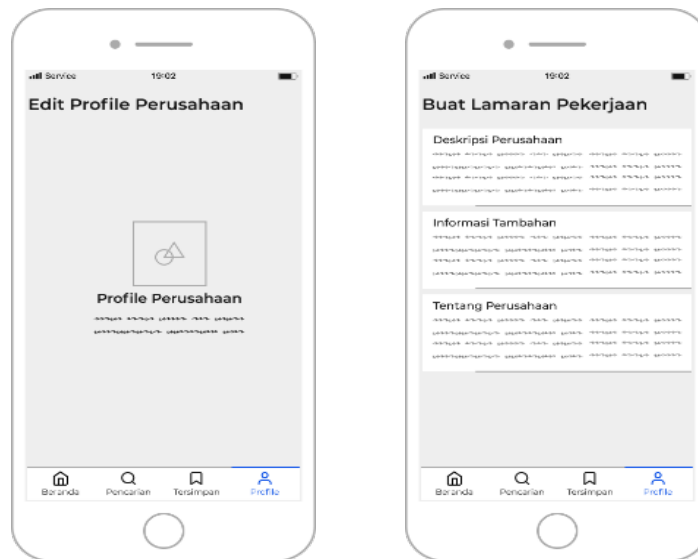 Service 19:02
Edit Profile Perusahaan
Profile Perusahaan
Beranda Pencarian Tersimpan Profile
Service 19:02
Buat Lamaran Pekerjaan
Deskripsi Perusahaan
Informasi Tambahan
Tentang Perusahaan
Beranda Pencarian Tersimpan Profile